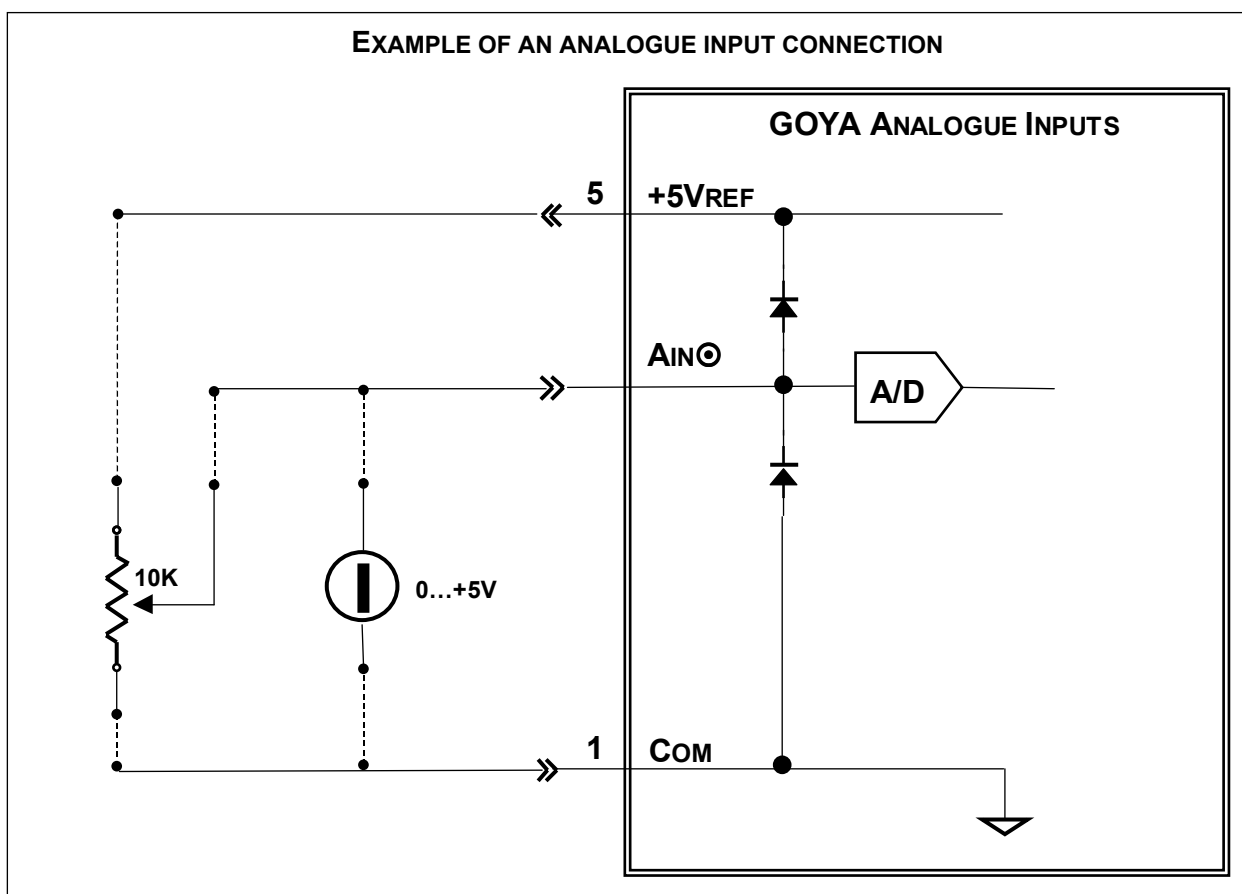 EXAMPLE OF AN ANALOGUE INPUT CONNECTION
GOYA ANALOGUE INPUTS
5 +5VREF
AIN⊙
A/D
10K
0...+5V
1 COM